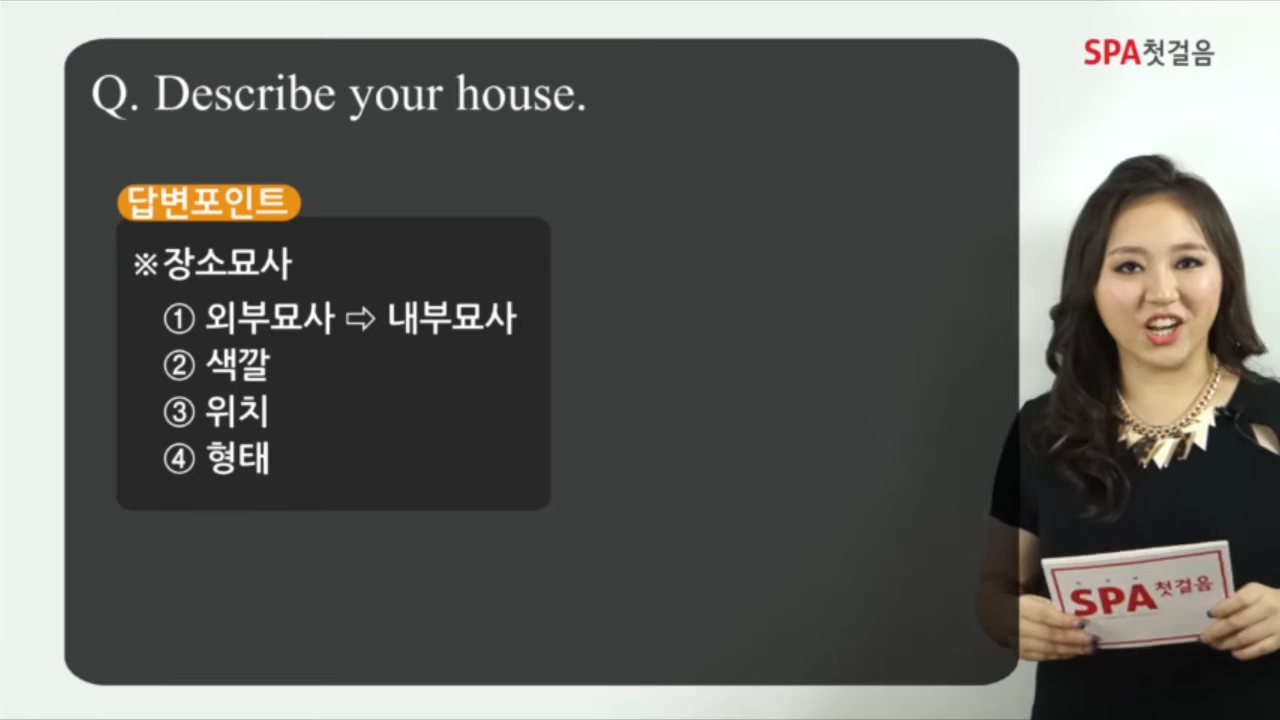 Q. Describe your house.
SPA첫걸음
답변포인트
※장소묘사
① 외부묘사 ⇨ 내부묘사
② 색깔
③ 위치
④ 형태
SPA첫걸음